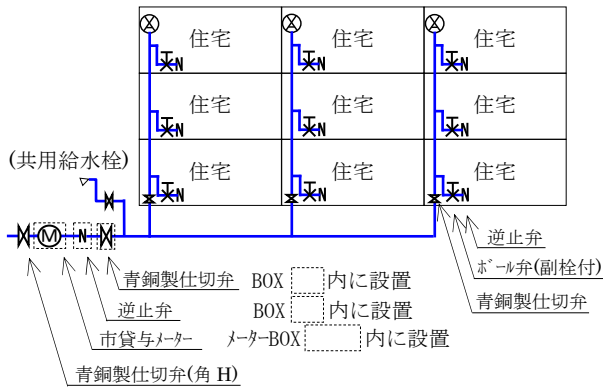 住宅 住宅 住宅
N N N
住宅 住宅 住宅
N N N
(共用給水栓)
住宅 住宅 住宅
N N N
M N
逆止弁
ボール弁(副栓付)
青銅製仕切弁
青銅製仕切弁 BOX 内に設置
逆止弁 BOX 内に設置
市貸与メーター メーターBOX 内に設置
青銅製仕切弁(角H)